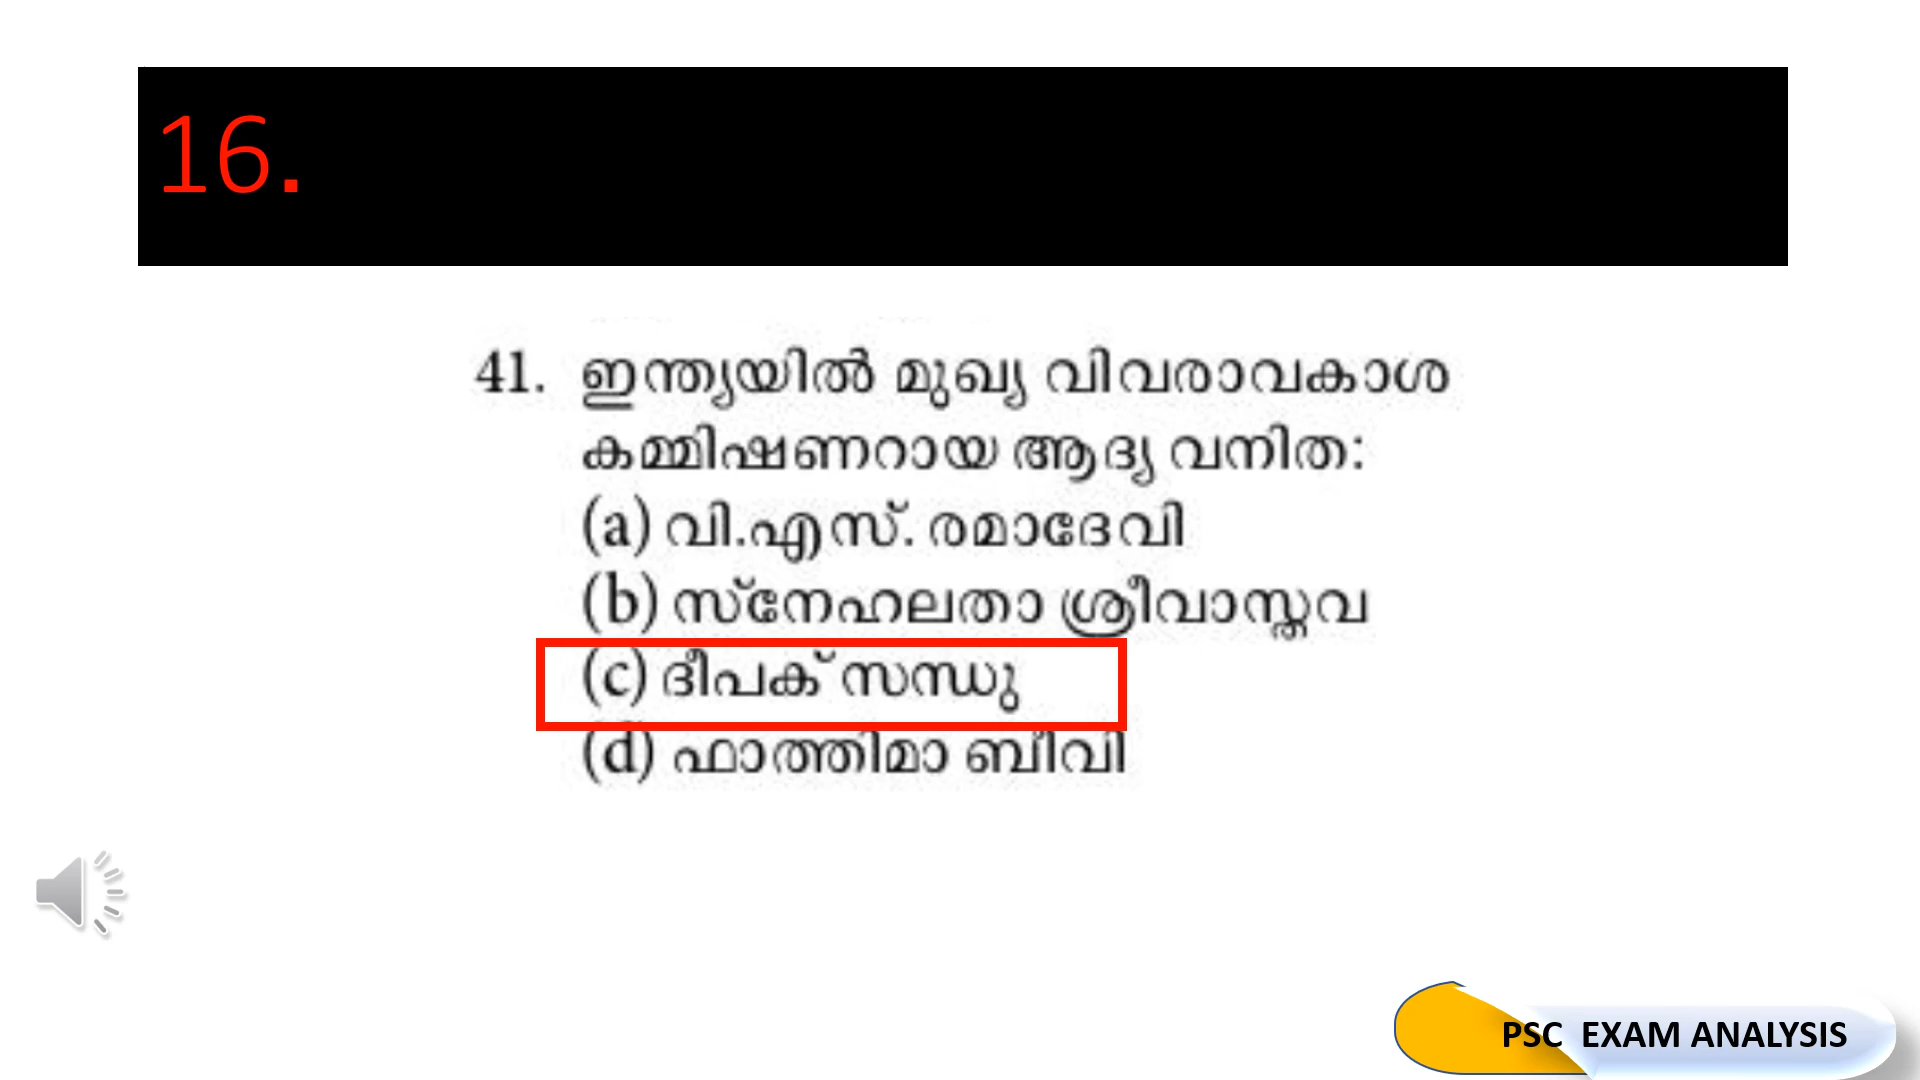 16.
41. ഇന്ത്യയിൽ മുഖ്യ വിവരാവകാശ
കമ്മിഷണറായ ആദ്യ വനിത:
(a) വി.എസ്. രമാദേവി
(b) സ്നേഹലതാ ശ്രീവാസ്തവ
(c) ദീപക് സന്ധു
(d) ഫാത്തിമാ ബീവി
PSC EXAM ANALYSIS